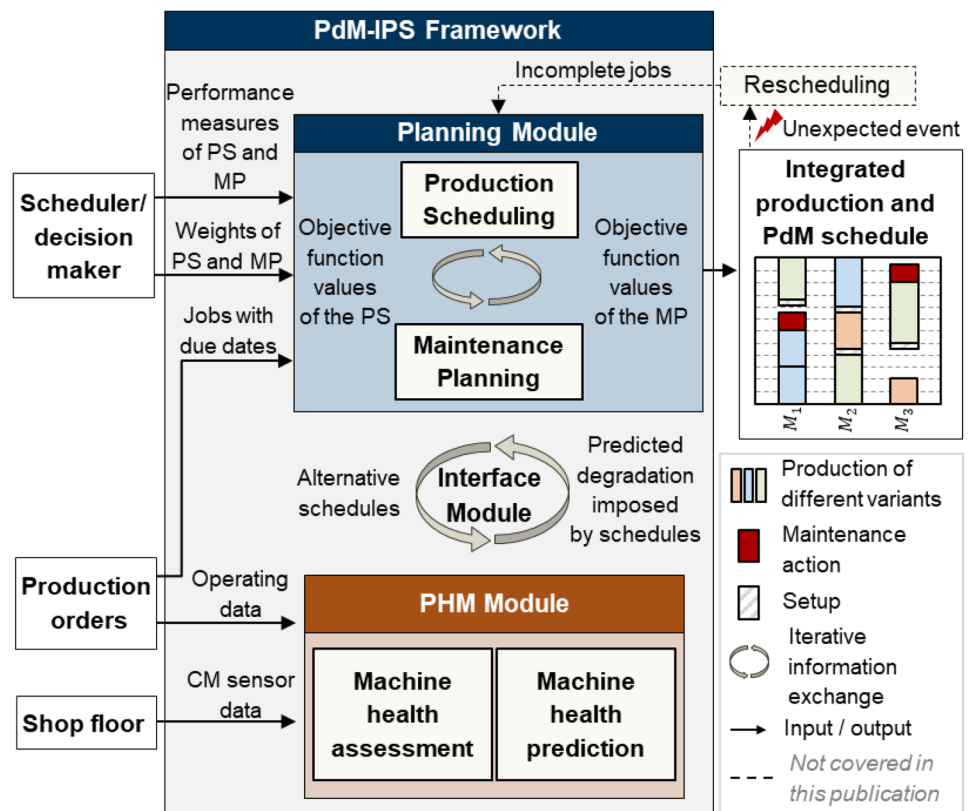 PdM-IPS Framework
Incomplete jobs
Rescheduling
Unexpected event
Performance
measures
of PS and
MP
Planning Module
Scheduler/
decision
maker
Weights of
PS and MP
Production
Scheduling
Objective
function
values
of the PS
Objective
function
values
of the MP
Maintenance
Planning
Integrated
production and
PdM schedule
M1
M2
M3
Jobs with
due dates
Alternative
schedules
Interface
Module
Predicted
degradation
imposed
by schedules
Production
orders
Operating
data
PHM Module
Shop floor
CM sensor
data
Machine
health
assessment
Machine
health
prediction
Production of
different variants
Maintenance
action
Setup
Iterative
information
exchange
Input / output
Not covered in
this publication